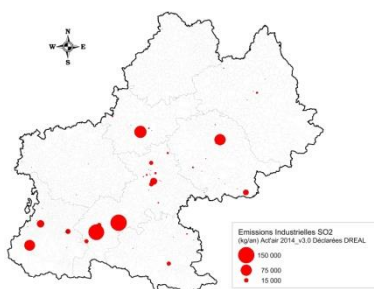 N
W E
S
Emissions Industrielles SO2
(kg/an) Act'air 2014_v3.0 Déclarées DREAL
150 000
75 000
15 000